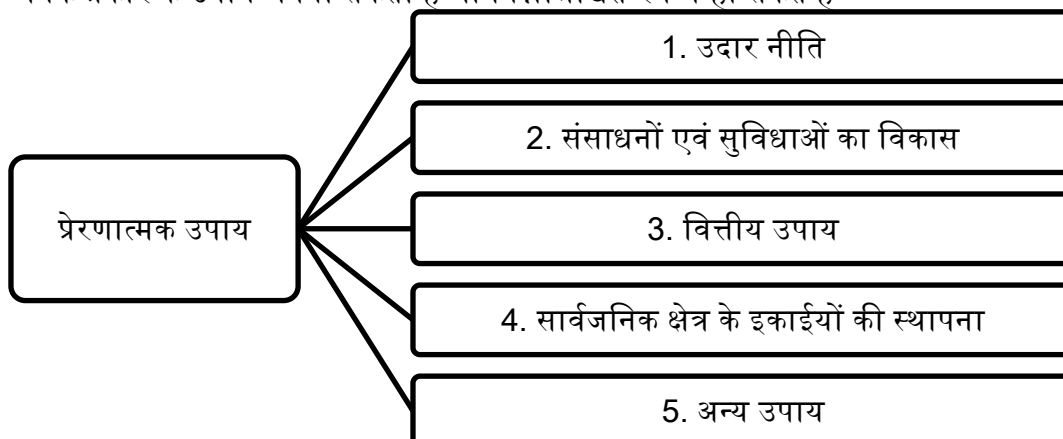 1. उदार नीति
2. संसाधनों एवं सुविधाओं का विकास
प्रेरणात्मक उपाय
3. वित्तीय उपाय
4. सार्वजनिक क्षेत्र के इकाईयों की स्थापना
5. अन्य उपाय